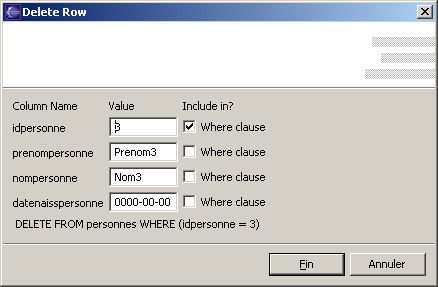 Delete Row
Column Name Value Include in?
idpersonne 3 Where clause
prenompersonne Prenom3 Where clause
nompersonne Nom3 Where clause
datenaisspersonne 0000-00-00 Where clause
DELETE FROM personnes WHERE (idpersonne = 3)
Fin Annuler